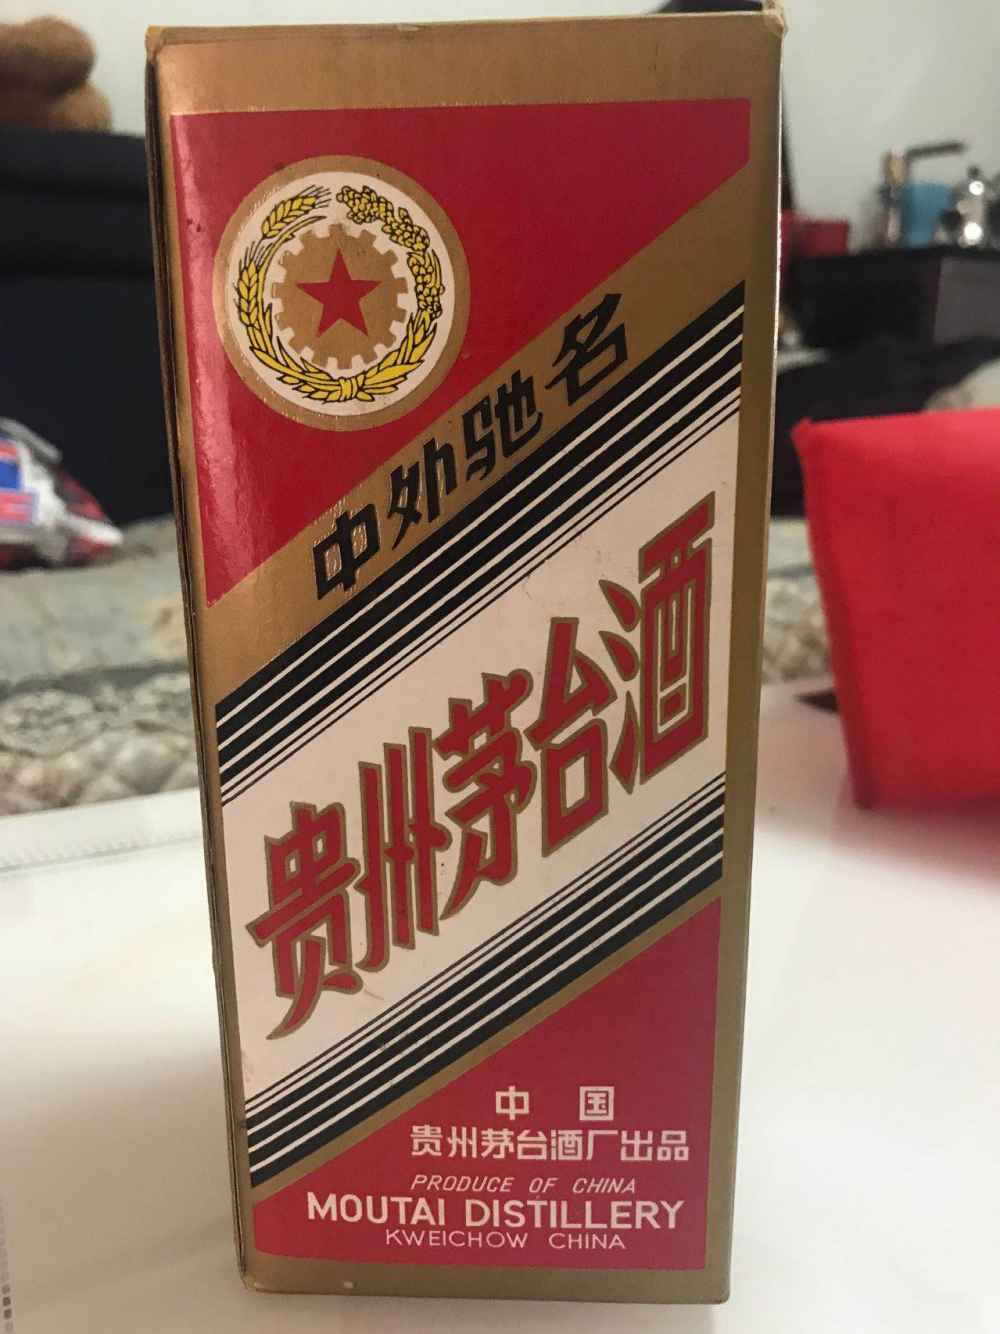 中外驰名
贵州茅台酒
中国
贵州茅台酒厂出品
PRODUCE OF CHINA
MOUTAI DISTILLERY
KWEICHOW CHINA